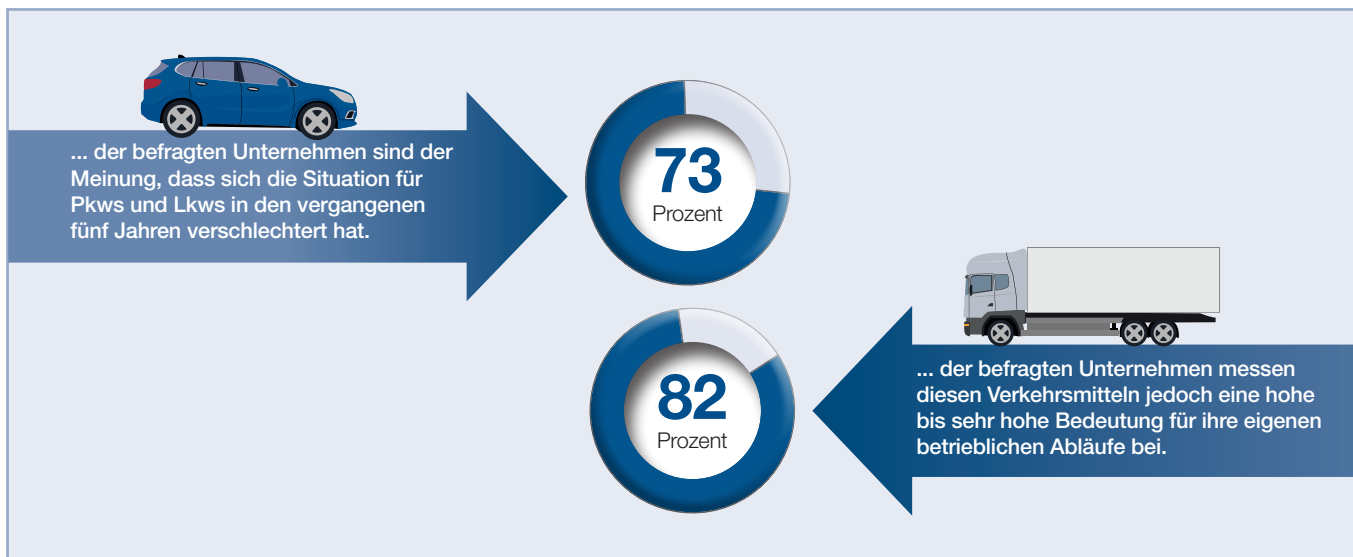 ... der befragten Unternehmen sind der
Meinung, dass sich die Situation für
Pkws und Lkws in den vergangenen
fünf Jahren verschlechtert hat.
73
Prozent
82
Prozent
... der befragten Unternehmen messen
diesen Verkehrsmitteln jedoch eine hohe
bis sehr hohe Bedeutung für ihre eigenen
betrieblichen Abläufe bei.